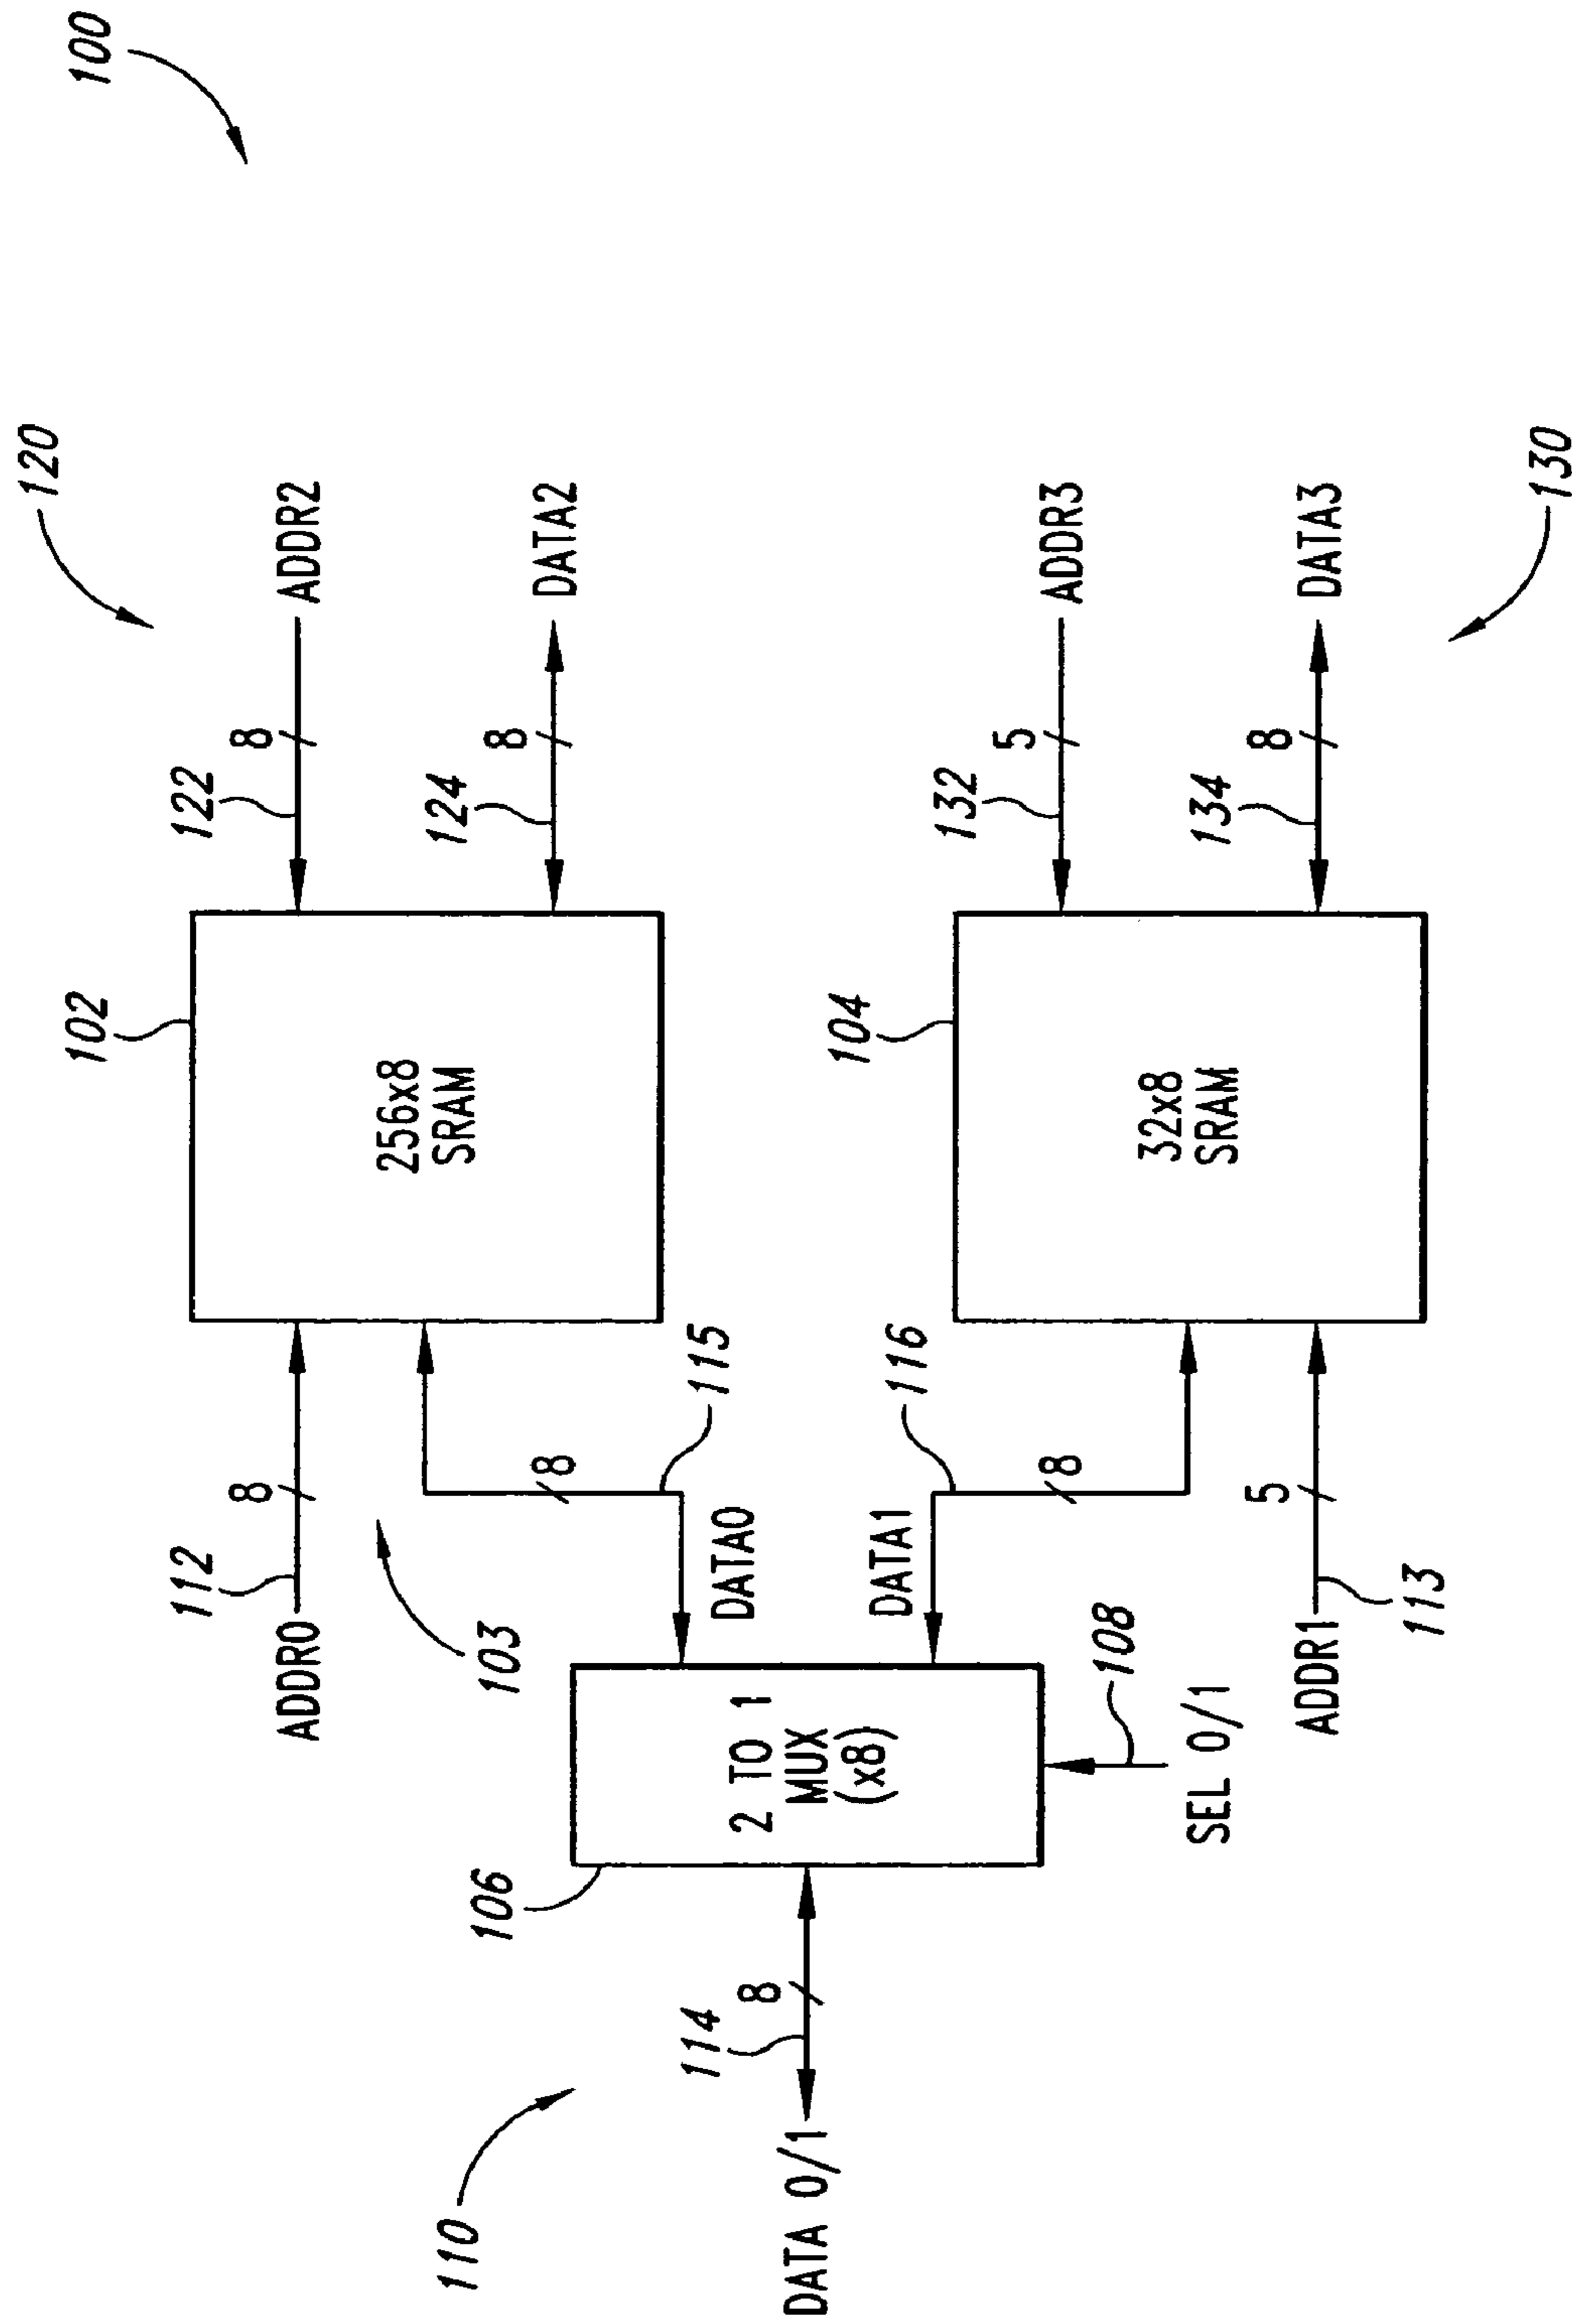 100
120
102
112
122
ADDR0
8
8
ADDR2
103
256x8
SRAM
124
8
DATA2
8
115
DATA0
106
110
114
8
DATA 0/1
2 TO 1
MUX
(x8)
DATA1
116
8
104
132
5
ADDR3
108
SEL 0/1
32x8
SRAM
134
8
DATA3
5
ADDR1
113
130